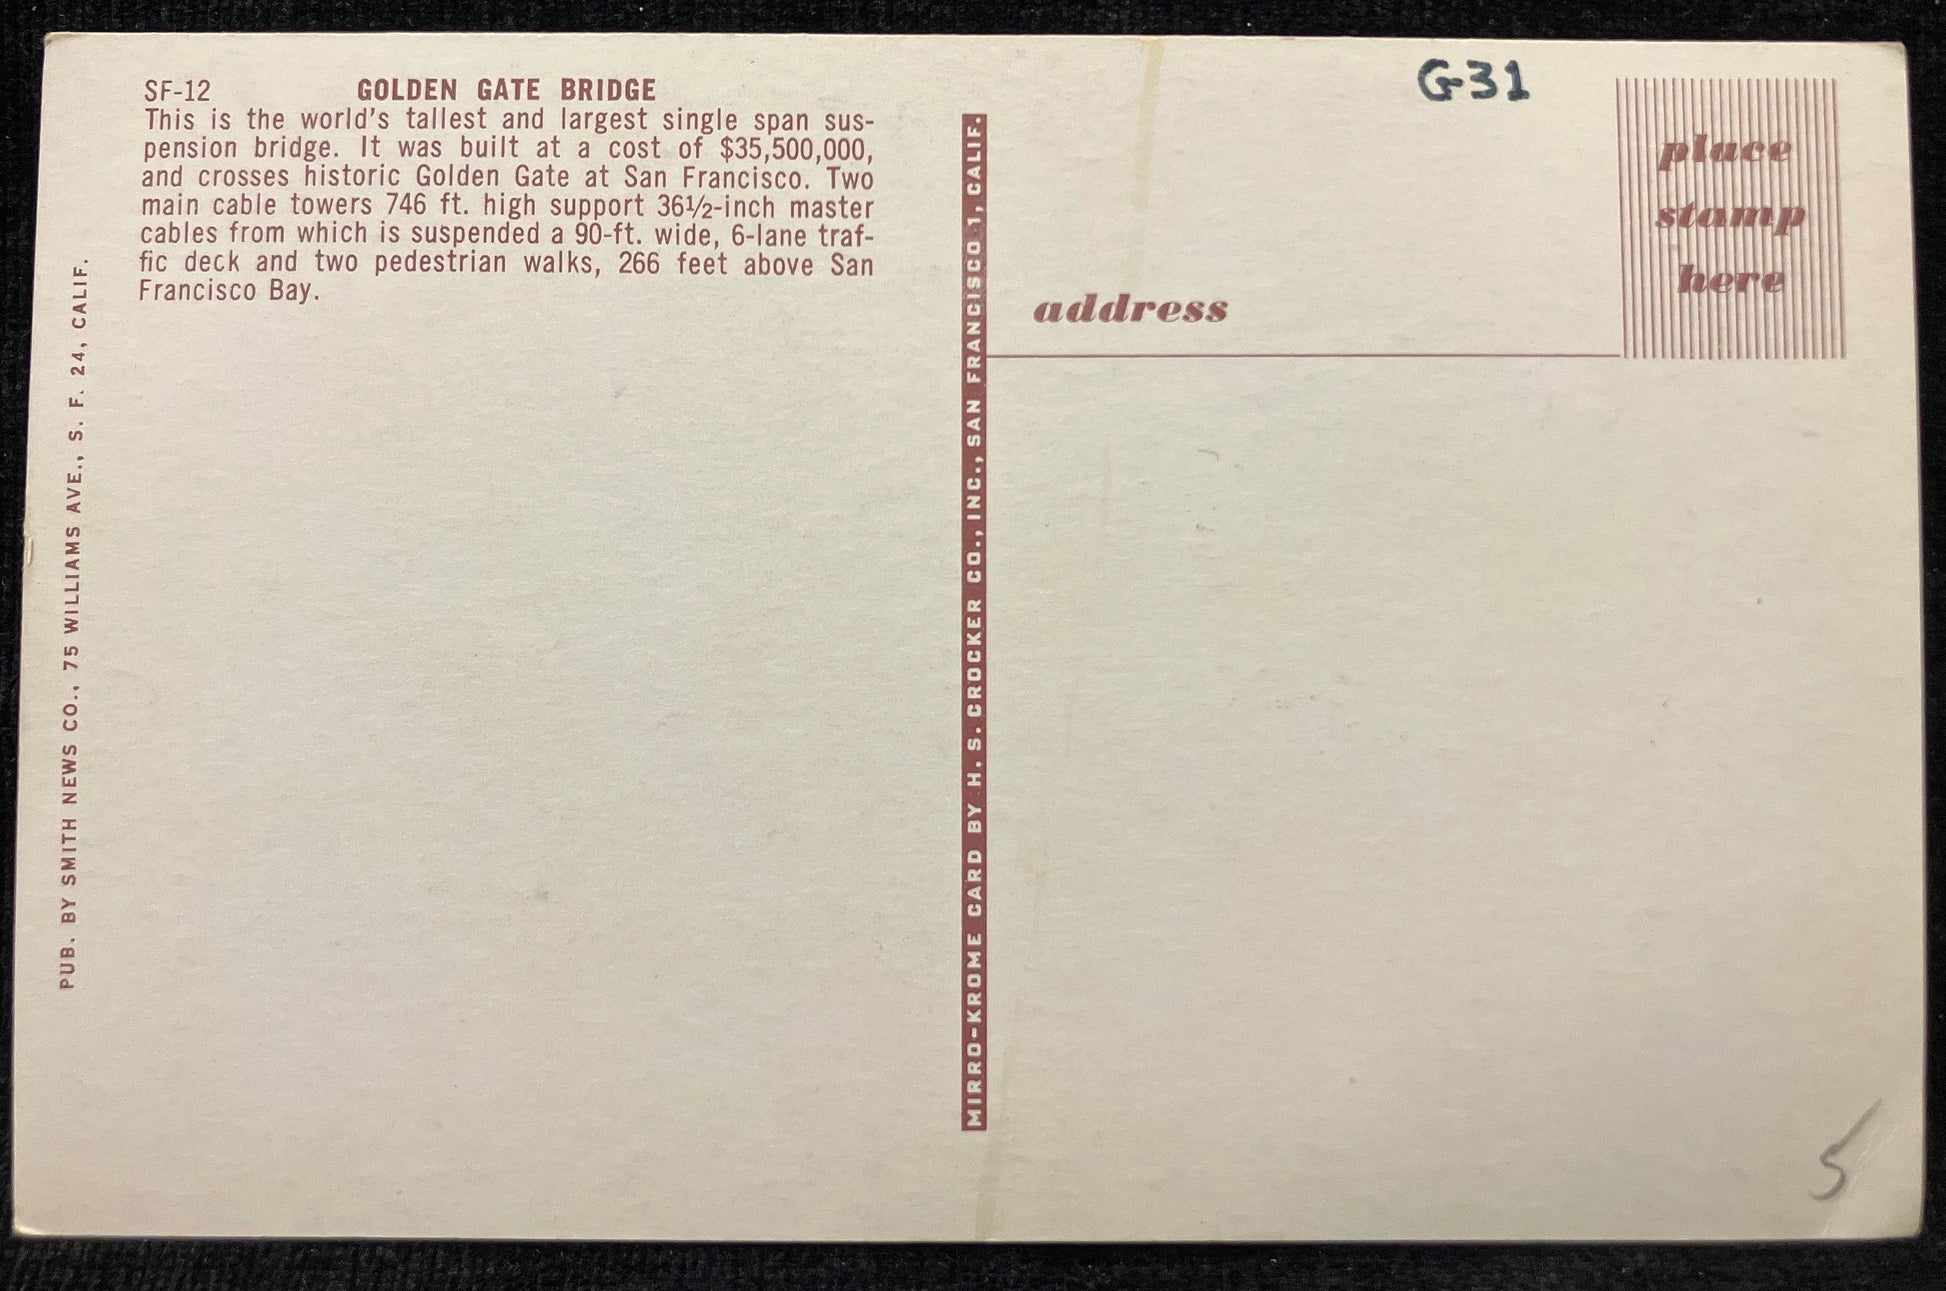 SF-12 GOLDEN GATE BRIDGE
This is the world's tallest and largest single span sus-
pension bridge. It was built at a cost of $35,500,000,
and crosses historic Golden Gate at San Francisco. Two
main cable towers 746 ft. high support 36½-inch master
cables from which is suspended a 90-ft. wide, 6-lane traf-
fic deck and two pedestrian walks, 266 feet above San
Francisco Bay.
PUB. BY SMITH NEWS CO., 75 WILLIAMS AVE., S. F. 24, CALIF.
MIRRO-KROME CARD BY H. S. CROCKER CO., INC., SAN FRANCISCO 1, CALIF.
G-31
place
stamp
here
address
5